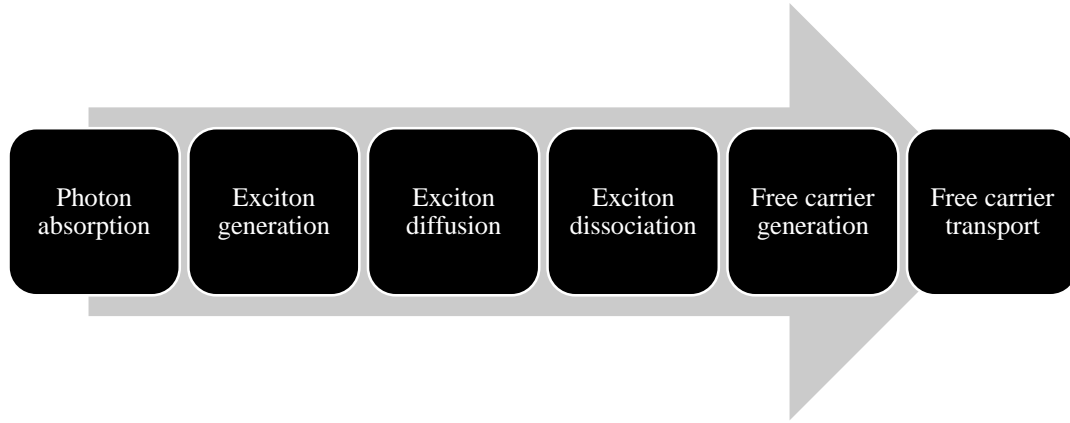 Photon
absorption
Exciton
generation
Exciton
diffusion
Exciton
dissociation
Free carrier
generation
Free carrier
transport